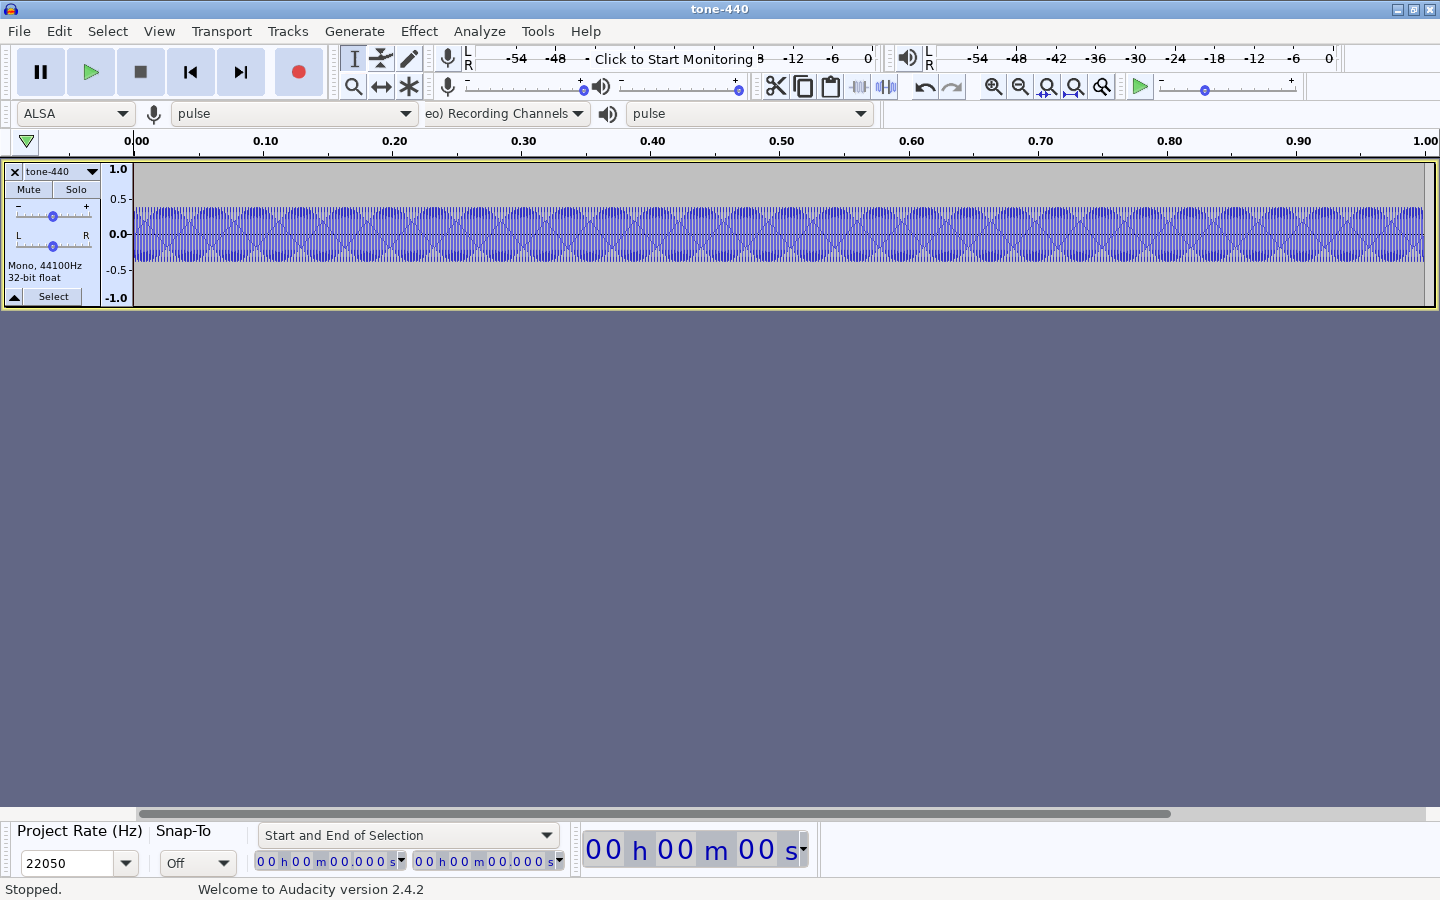 tone-440
File Edit Select View Transport Tracks Generate Effect Analyze Tools Help
L R -54 -48 - Click to Start Monitoring -12 -6 0
L R -54 -48 -42 -36 -30 -24 -18 -12 -6 0
- + - + - +
ALSA pulse eo) Recording Channels pulse
0.00 0.10 0.20 0.30 0.40 0.50 0.60 0.70 0.80 0.90 1.00
tone-440 1.0
Mute Solo
- + 0.5
L R 0.0
Mono, 44100Hz -0.5
32-bit float
Select -1.0
Project Rate (Hz) Snap-To Start and End of Selection
22050 Off 00 h 00 m 00.000 s 00 h 00 m 00.000 s 00 h 00 m 00 s
Stopped. Welcome to Audacity version 2.4.2